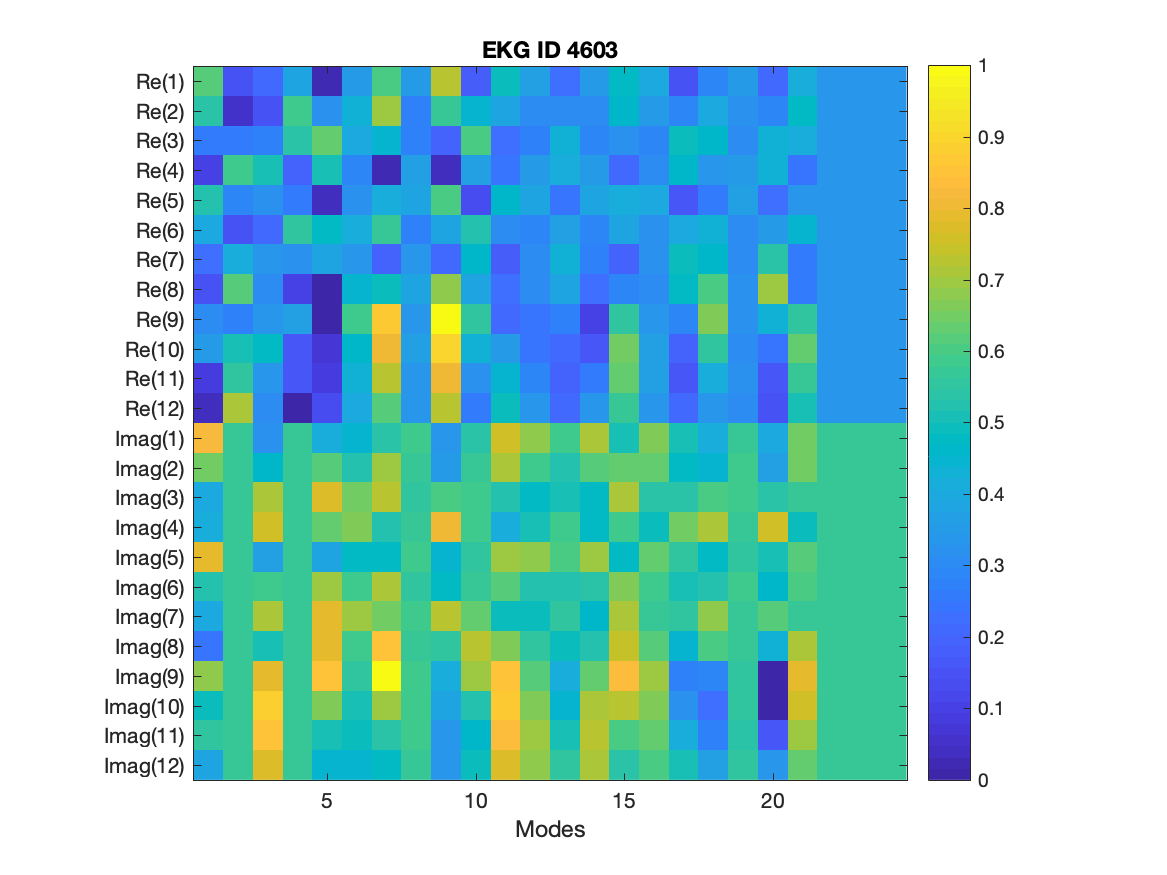 EKG ID 4603
Re(1)
Re(2)
Re(3)
Re(4)
Re(5)
Re(6)
Re(7)
Re(8)
Re(9)
Re(10)
Re(11)
Re(12)
Imag(1)
Imag(2)
Imag(3)
Imag(4)
Imag(5)
Imag(6)
Imag(7)
Imag(8)
Imag(9)
Imag(10)
Imag(11)
Imag(12)
5 10 15 20
Modes
1
0.9
0.8
0.7
0.6
0.5
0.4
0.3
0.2
0.1
0